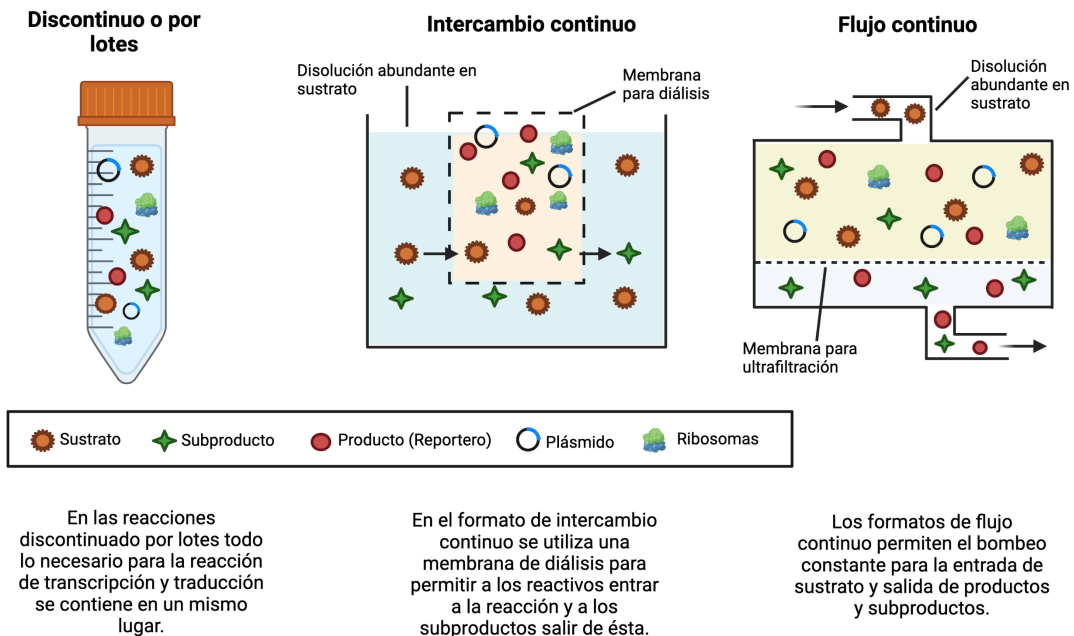 Discontinuo o por
lotes
Intercambio continuo
Flujo continuo
Disolución abundante en
sustrato
Membrana
para diálisis
Disolución
abundante en
sustrato
Membrana para
ultrafiltración
Sustrato
Subproducto
Producto (Reportero)
Plásmido
Ribosomas
En las reacciones
discontinuado por lotes todo
lo necesario para la reacción
de transcripción y traducción
se contiene en un mismo
lugar.
En el formato de intercambio
continuo se utiliza una
membrana de diálisis para
permitir a los reactivos entrar
a la reacción y a los
subproductos salir de ésta.
Los formatos de flujo
continuo permiten el bombeo
constante para la entrada de
sustrato y salida de productos
y subproductos.